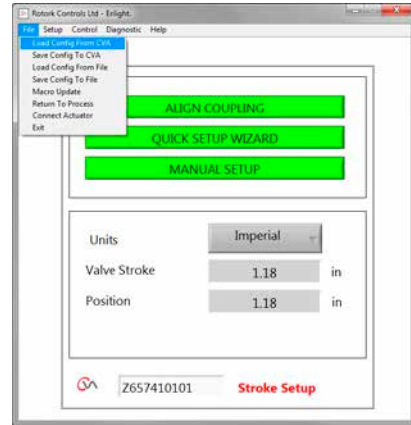 Rotork Controls Ltd - Enlight.
File Setup Control Diagnostic Help
Load Config From CVA
Save Config To CVA
Load Config From File
Save Config To File
Macro Update
Return To Process
Connect Actuator
Exit
ALIGN COUPLING
QUICK SETUP WIZARD
MANUAL SETUP
Units Imperial
Valve Stroke 1.18 in
Position 1.18 in
Z657410101 Stroke Setup